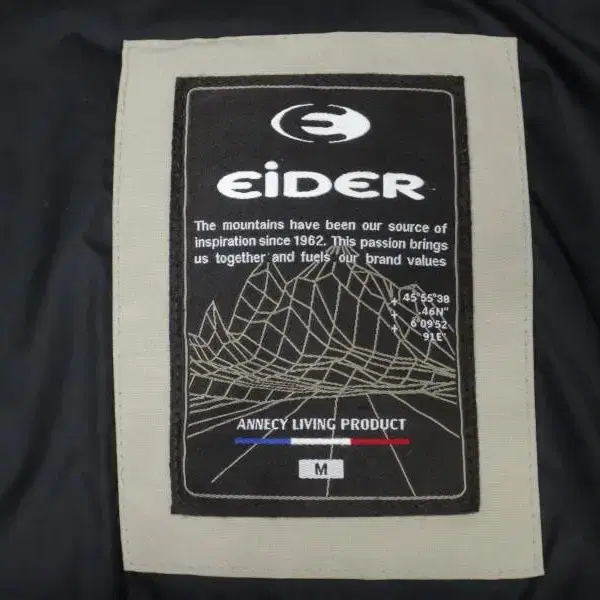 EiDER
The mountains have been our source of
inspiration since 1962. This passion brings
us together and fuels our brand values
45°55'38
.46N"
6°09'52
91E"
ANNECY LIVING PRODUCT
M